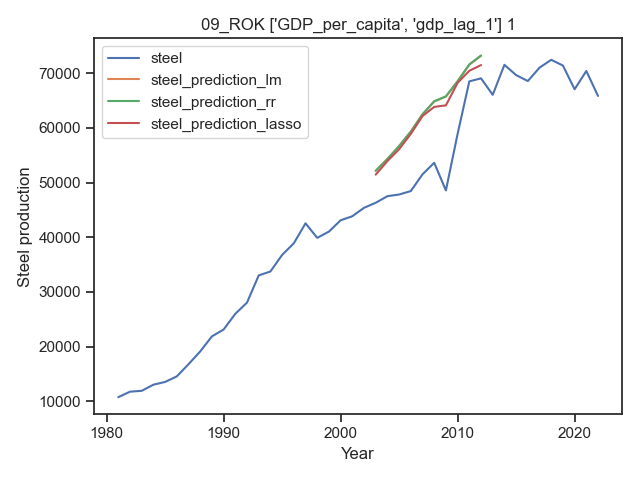 09_ROK ['GDP_per_capita', 'gdp_lag_1'] 1
steel
steel_prediction_lm
steel_prediction_rr
steel_prediction_lasso
Steel production
70000
60000
50000
40000
30000
20000
10000
1980 1990 2000 2010 2020
Year